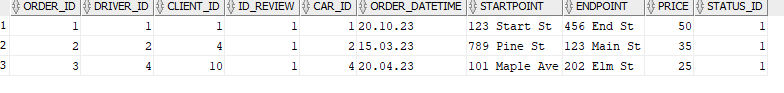 ORDER_ID DRIVER_ID CLIENT_ID ID_REVIEW CAR_ID ORDER_DATETIME STARTPOINT ENDPOINT PRICE STATUS_ID
1 1 1 1 1 1 20.10.23 123 Start St 456 End St 50 1
2 2 2 4 1 2 15.03.23 789 Pine St 123 Main St 35 1
3 3 4 10 1 4 20.04.23 101 Maple Ave 202 Elm St 25 1